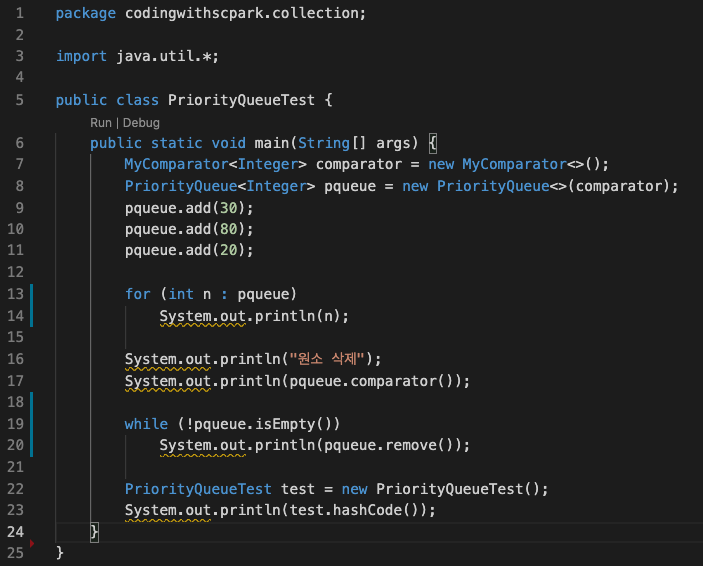 1 package codingwithscpark.collection;
2
3 import java.util.*;
4
5 public class PriorityQueueTest {
Run | Debug
6 public static void main(String[] args) {
7 MyComparator<Integer> comparator = new MyComparator<>();
8 PriorityQueue<Integer> pqueue = new PriorityQueue<>(comparator);
9 pqueue.add(30);
10 pqueue.add(80);
11 pqueue.add(20);
12
13 for (int n : pqueue)
14 System.out.println(n);
15
16 System.out.println("원소 삭제");
17 System.out.println(pqueue.comparator());
18
19 while (!pqueue.isEmpty())
20 System.out.println(pqueue.remove());
21
22 PriorityQueueTest test = new PriorityQueueTest();
23 System.out.println(test.hashCode());
24 }
25 }